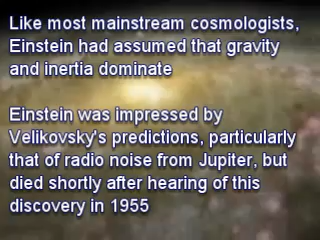 Like most mainstream cosmologists,
Einstein had assumed that gravity
and inertia dominate
Einstein was impressed by
Velikovsky's predictions, particularly
that of radio noise from Jupiter, but
died shortly after hearing of this
discovery in 1955